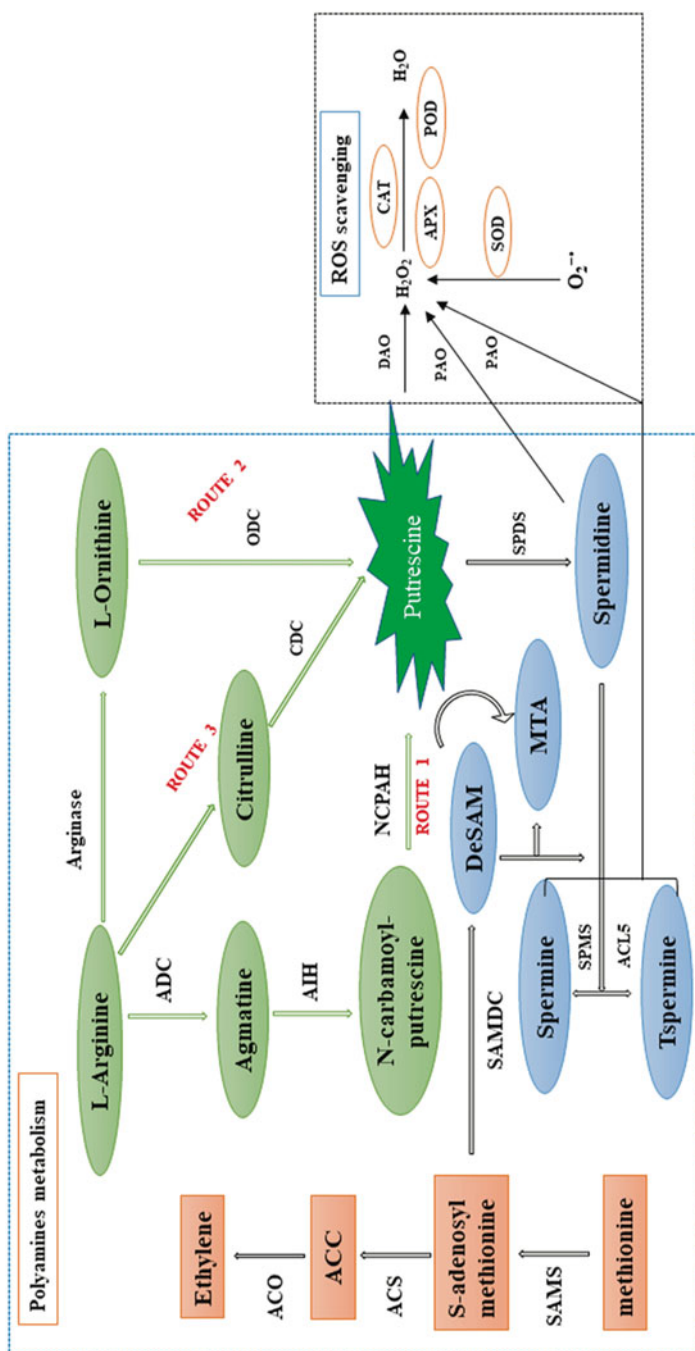 Polyamines metabolism
L-Arginine
Arginase
L-Ornithine
ROUTE 2
ODC
ROUTE 3
Citrulline
CDC
ADC
Agmatine
AIH
N-carbamoyl-
putrescine
NCPAH
ROUTE 1
Putrescine
Ethylene
ACO
ACC
ACS
S-adenosyl
methionine
SAMS
methionine
SAMDC
DeSAM
MTA
SPDS
Spermidine
Spermine
SPMS
ACL5
Tspermine
ROS scavenging
DAO
PAO
PAO
H₂O₂
CAT
APX
POD
H₂O
SOD
O₂⁻•